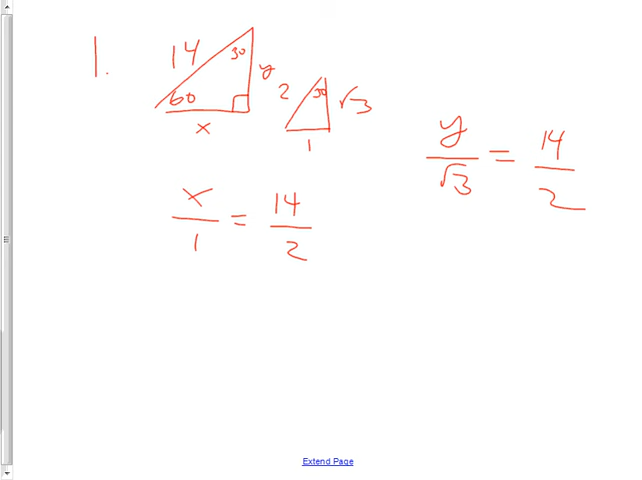 1.
14
30
y
60
x
2
30
√3
1
x/1 = 14/2
y/√3 = 14/2
Extend Page